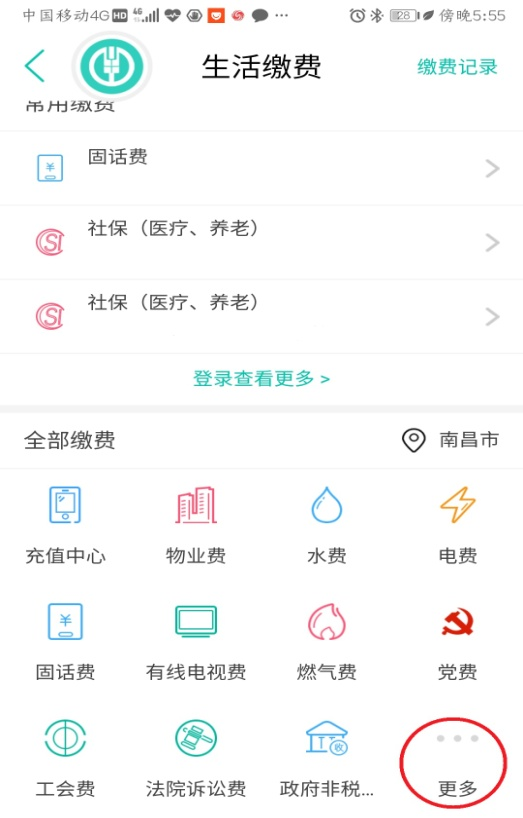 中国移动4G HD 4G 28 傍晚5:55
生活缴费 缴费记录
常用缴费
固话费
社保（医疗、养老）
社保（医疗、养老）
登录查看更多 >
全部缴费 南昌市
充值中心 物业费 水费 电费
固话费 有线电视费 燃气费 党费
工会费 法院诉讼费 政府非税... 更多